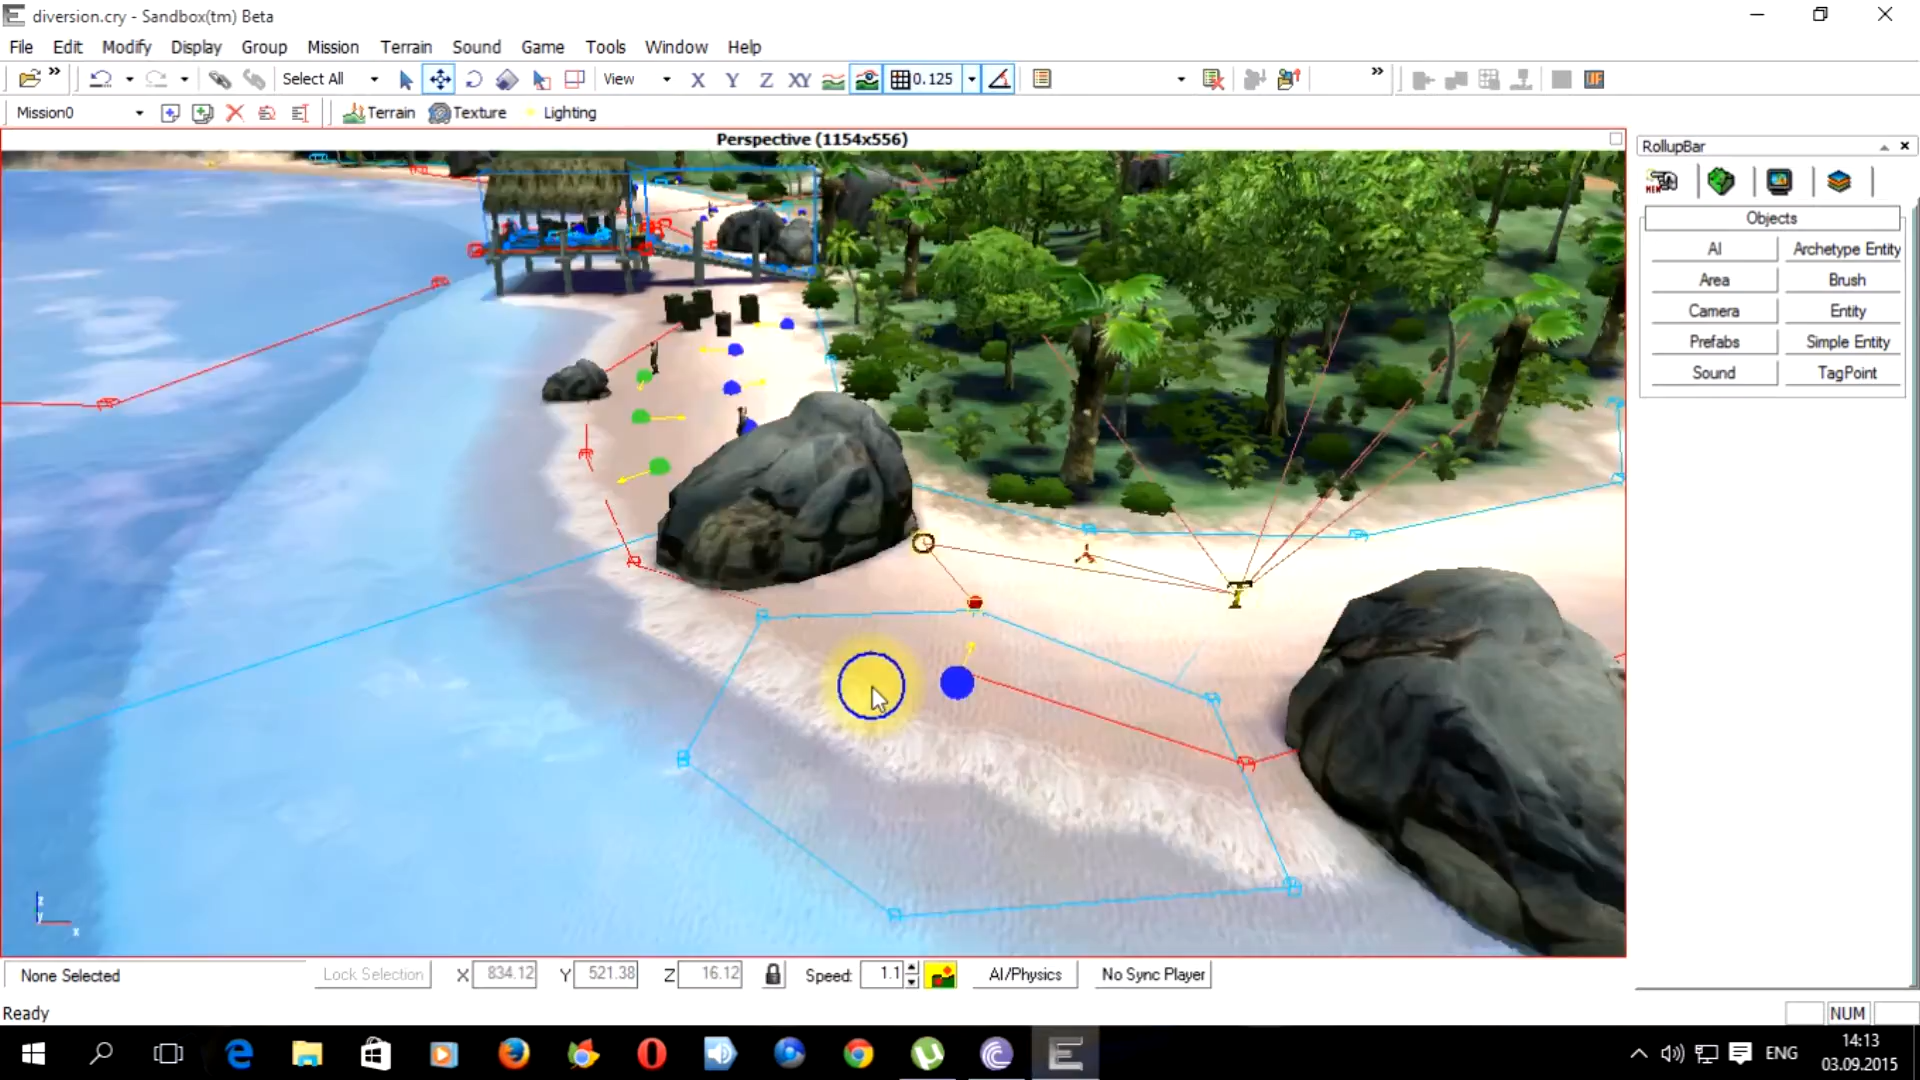 diversion.cry - Sandbox(tm) Beta
File Edit Modify Display Group Mission Terrain Sound Game Tools Window Help
Select All View X Y Z XY 0.125
Mission0 Terrain Texture Lighting
Perspective (1154x556)
RollupBar
Objects
AI Archetype Entity
Area Brush
Camera Entity
Prefabs Simple Entity
Sound TagPoint
z
y
x
None Selected Lock Selection X 834.12 Y 521.38 Z 16.12 Speed: 1.1 AI/Physics No Sync Player
Ready NUM
ENG 14:13
03.09.2015